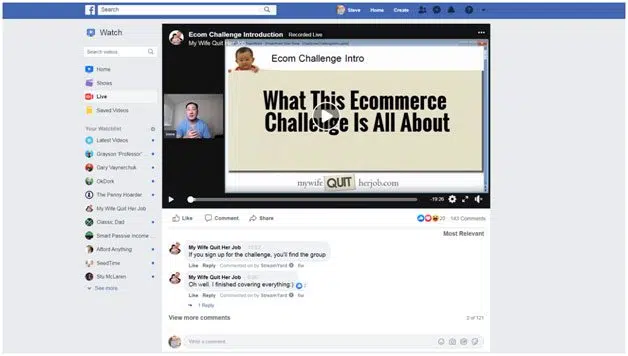 Search
Steve
Home
Create
Watch
Search videos
Home
Shows
Live
Saved Videos
Your Watchlist
Latest Videos
Grayson "Professor"...
Gary Vaynerchuk
OkDork
The Penny Hoarder
My Wife Quit Her Job
Classic Dad
Smart Passive Income
Afford Anything
SeedTime
Stu McLaren
See more
Ecom Challenge Introduction Recorded Live
My Wife Quit
Ecom Challenge Intro
What This Ecommerce
Challenge Is All About
mywife QUIT herjob.com
-19:26
Like Comment Share
20 143 Comments
Most Relevant
My Wife Quit Her Job
If you sign up for the challenge, you'll find the group
Like Reply Commented on by StreamYard
My Wife Quit Her Job
Oh well. I finished covering everything:)
2
Like Reply Commented on by StreamYard
1 Reply
View more comments
2 of 121
Write a comment...